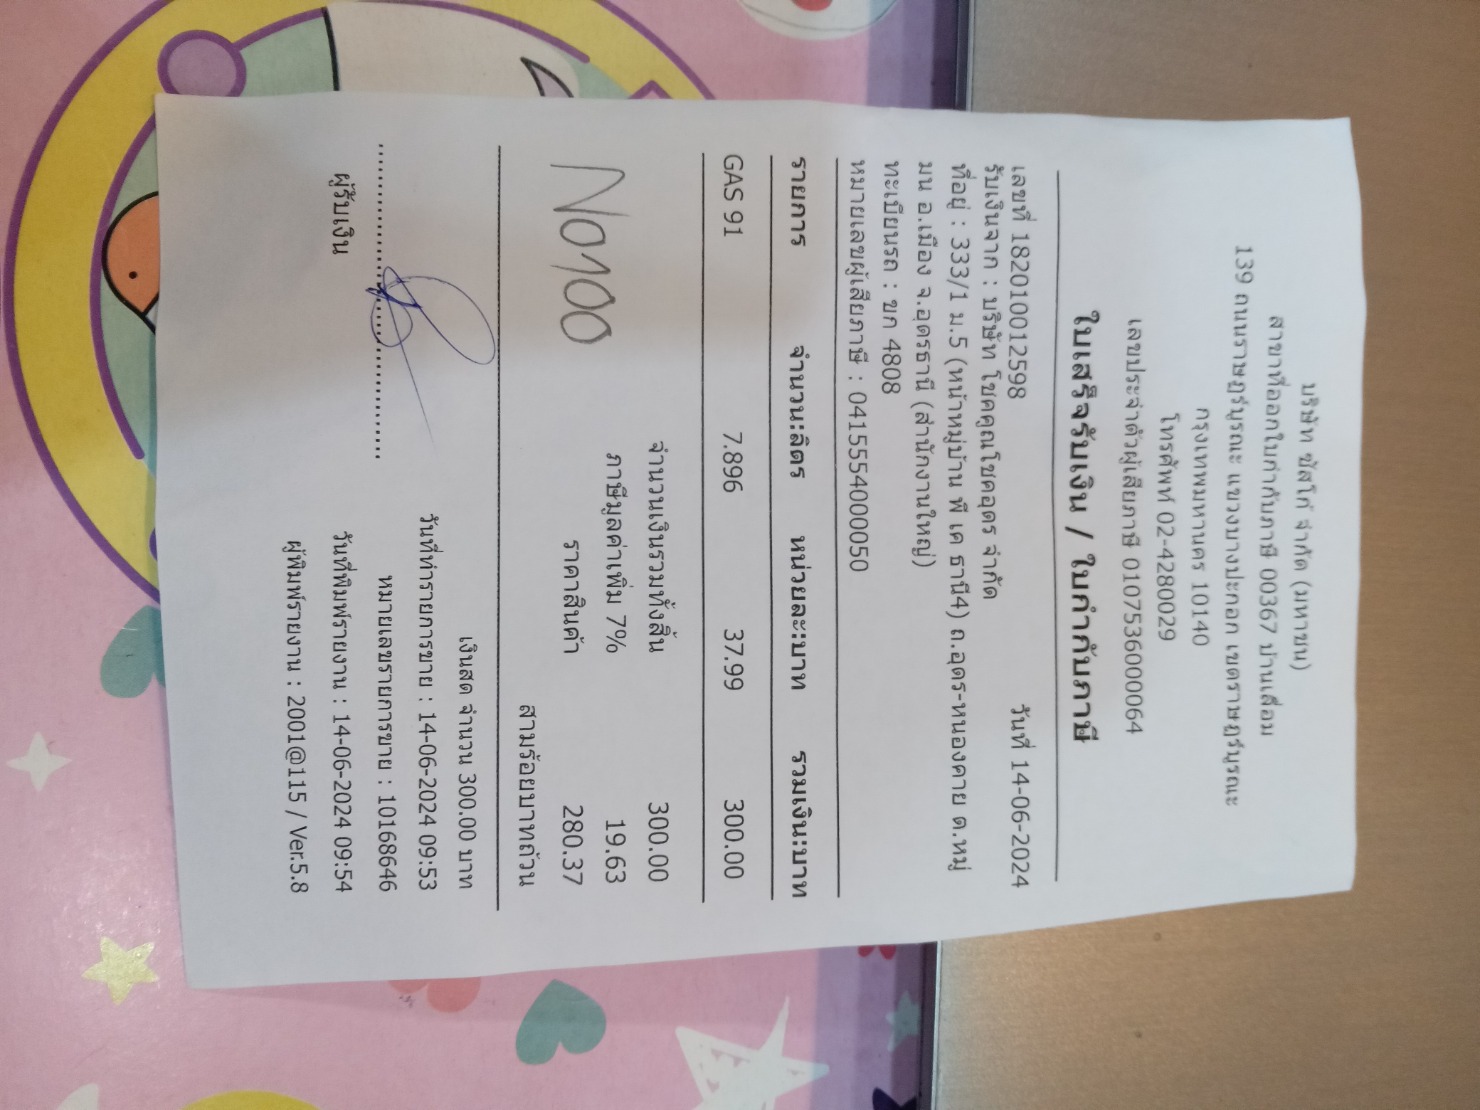 บริษัท ซัสโก้ จำกัด (มหาชน)
สาขาที่ออกใบกำกับภาษี 00367 บ้านเลื่อม
139 ถนนราษฎร์บูรณะ แขวงบางปะกอก เขตราษฎร์บูรณะ
กรุงเทพมหานคร 10140
โทรศัพท์ 02-4280029
เลขประจำตัวผู้เสียภาษี 0107536000064
ใบเสร็จรับเงิน / ใบกำกับภาษี
เลขที่ 182010012598 วันที่ 14-06-2024
รับเงินจาก : บริษัท โชคคูณโชคอุดร จำกัด
ที่อยู่ : 333/1 ม.5 (หน้าหมู่บ้าน พี เค ธานี4) ถ.อุดร-หนองคาย ต.หมู่
มน อ.เมือง จ.อุดรธานี (สำนักงานใหญ่)
ทะเบียนรถ : ขก 4808
หมายเลขผู้เสียภาษี : 0415554000050
รายการ จำนวน:ลิตร หน่วยละ:บาท รวมเงิน:บาท
GAS 91 7.896 37.99 300.00
จำนวนเงินรวมทั้งสิ้น 300.00
ภาษีมูลค่าเพิ่ม 7% 19.63
ราคาสินค้า 280.37
สามร้อยบาทถ้วน
เงินสด จำนวน 300.00 บาท
วันที่ทำรายการขาย : 14-06-2024 09:53
หมายเลขรายการขาย : 10168646
ผู้รับเงิน วันที่พิมพ์รายงาน : 14-06-2024 09:54
ผู้พิมพ์รายงาน : 2001@115 / Ver.5.8